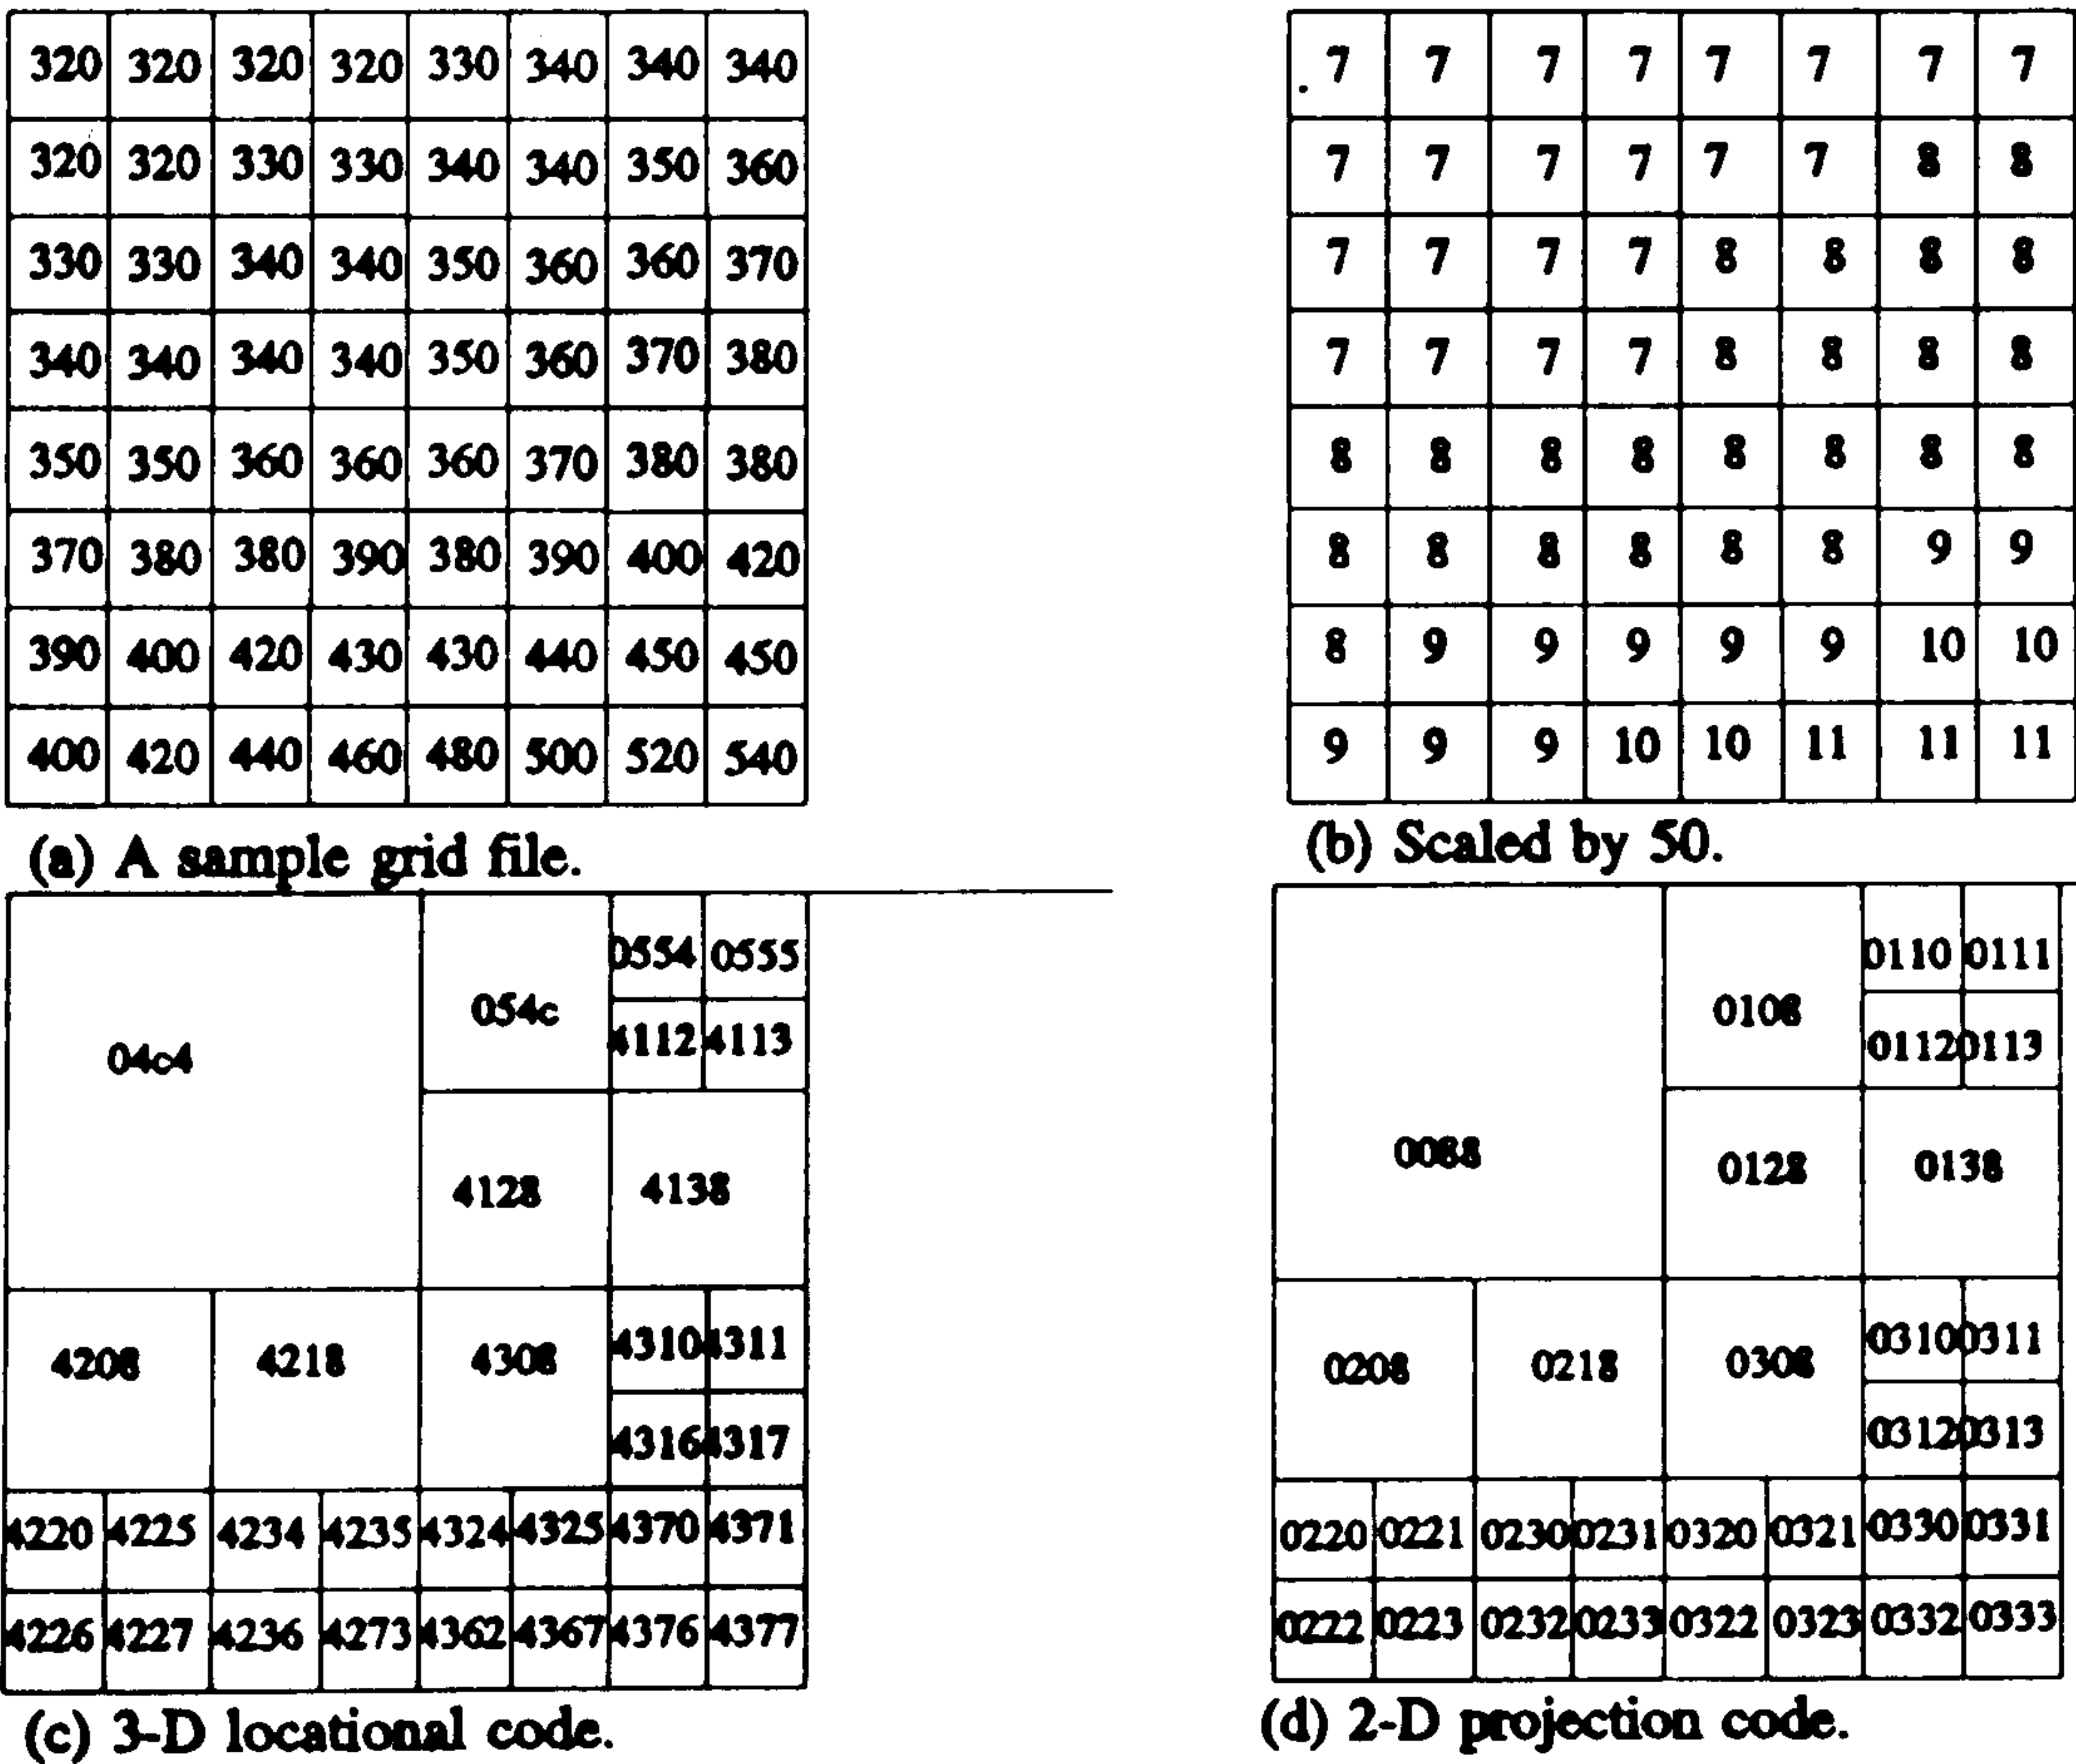 320 320 320 320 330 340 340 340
320 320 330 330 340 340 350 360
330 330 340 340 350 360 360 370
340 340 340 340 350 360 370 380
350 350 360 360 360 370 380 380
370 380 380 390 380 390 400 420
390 400 420 430 430 440 450 450
400 420 440 460 480 500 520 540
(a) A sample grid file.
7 7 7 7 7 7 7 7
7 7 7 7 7 7 8 8
7 7 7 7 8 8 8 8
7 7 7 7 8 8 8 8
8 8 8 8 8 8 8 8
8 8 8 8 8 8 9 9
8 9 9 9 9 9 10 10
9 9 9 10 10 11 11 11
(b) Scaled by 50.
0554 0555
054c
04c4
4112 4113
4128 4138
4208 4218 4308
4310 4311
4316 4317
4220 4225 4234 4235 4324 4325 4370 4371
4226 4227 4236 4273 4362 4367 4376 4377
(c) 3-D locational code.
0110 0111
0108
0112 0113
0088
0128 0138
0208 0218 0308
0310 0311
0312 0313
0220 0221 0230 0231 0320 0321 0330 0331
0222 0223 0232 0233 0322 0323 0332 0333
(d) 2-D projection code.